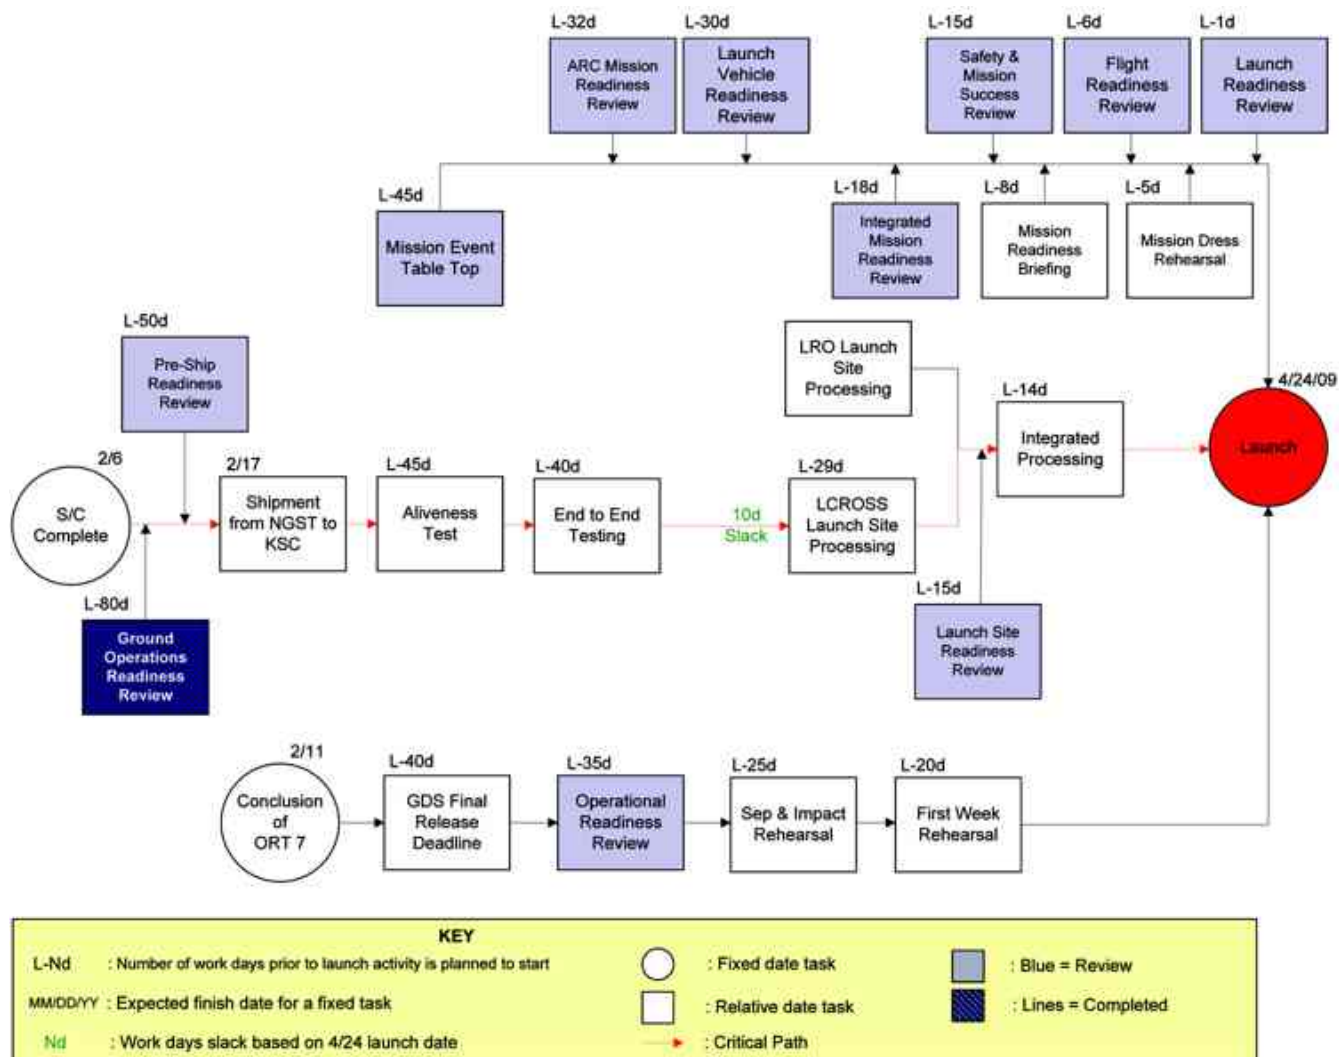 L-32d
ARC Mission
Readiness
Review
L-30d
Launch
Vehicle
Readiness
Review
L-15d
Safety &
Mission
Success
Review
L-6d
Flight
Readiness
Review
L-1d
Launch
Readiness
Review
L-45d
Mission Event
Table Top
L-18d
Integrated
Mission
Readiness
Review
L-8d
Mission
Readiness
Briefing
L-5d
Mission Dress
Rehearsal
L-50d
Pre-Ship
Readiness
Review
LRO Launch
Site
Processing
L-14d
Integrated
Processing
4/24/09
Launch
2/6
S/C
Complete
2/17
Shipment
from NGST to
KSC
L-45d
Aliveness
Test
L-40d
End to End
Testing
10d
Slack
L-29d
LCROSS
Launch Site
Processing
L-80d
Ground
Operations
Readiness
Review
L-15d
Launch Site
Readiness
Review
2/11
Conclusion
of
ORT 7
L-40d
GDS Final
Release
Deadline
L-35d
Operational
Readiness
Review
L-25d
Sep & Impact
Rehearsal
L-20d
First Week
Rehearsal
KEY
L-Nd : Number of work days prior to launch activity is planned to start
MM/DD/YY : Expected finish date for a fixed task
Nd : Work days slack based on 4/24 launch date
: Fixed date task
: Relative date task
: Critical Path
: Blue = Review
: Lines = Completed